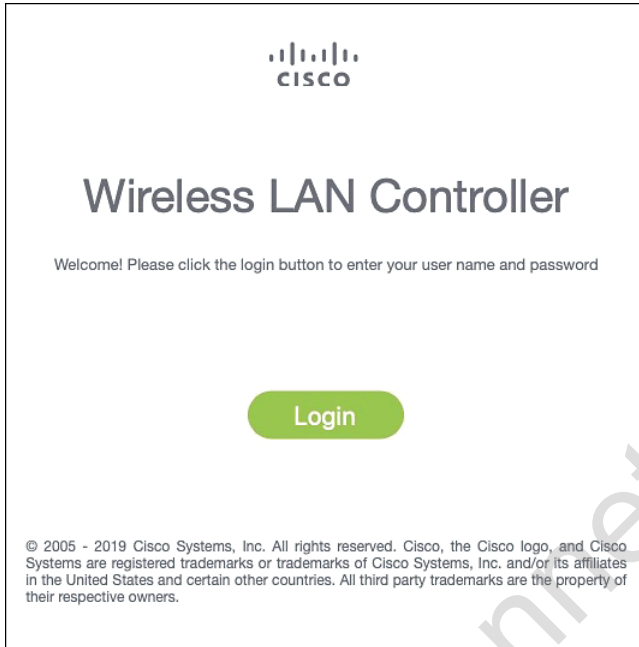 CISCO
Wireless LAN Controller
Welcome! Please click the login button to enter your user name and password
Login
© 2005 - 2019 Cisco Systems, Inc. All rights reserved. Cisco, the Cisco logo, and Cisco
Systems are registered trademarks or trademarks of Cisco Systems, Inc. and/or its affiliates
in the United States and certain other countries. All third party trademarks are the property of
their respective owners.